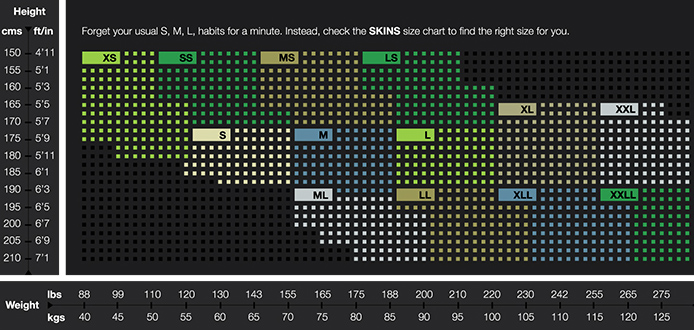 Height
cms ft/in
Forget your usual S, M, L, habits for a minute. Instead, check the SKINS size chart to find the right size for you.
150 4'11
XS SS MS LS
155 5'1
160 5'3
165 5'5
XL XXL
170 5'7
175 5'9
S M L
180 5'11
185 6'1
190 6'3
ML LL XLL XXLL
195 6'5
200 6'7
205 6'9
210 7'1
Weight
lbs 88 99 110 120 130 143 155 165 175 188 200 210 220 230 242 255 265 275
kgs 40 45 50 55 60 65 70 75 80 85 90 95 100 105 110 115 120 125